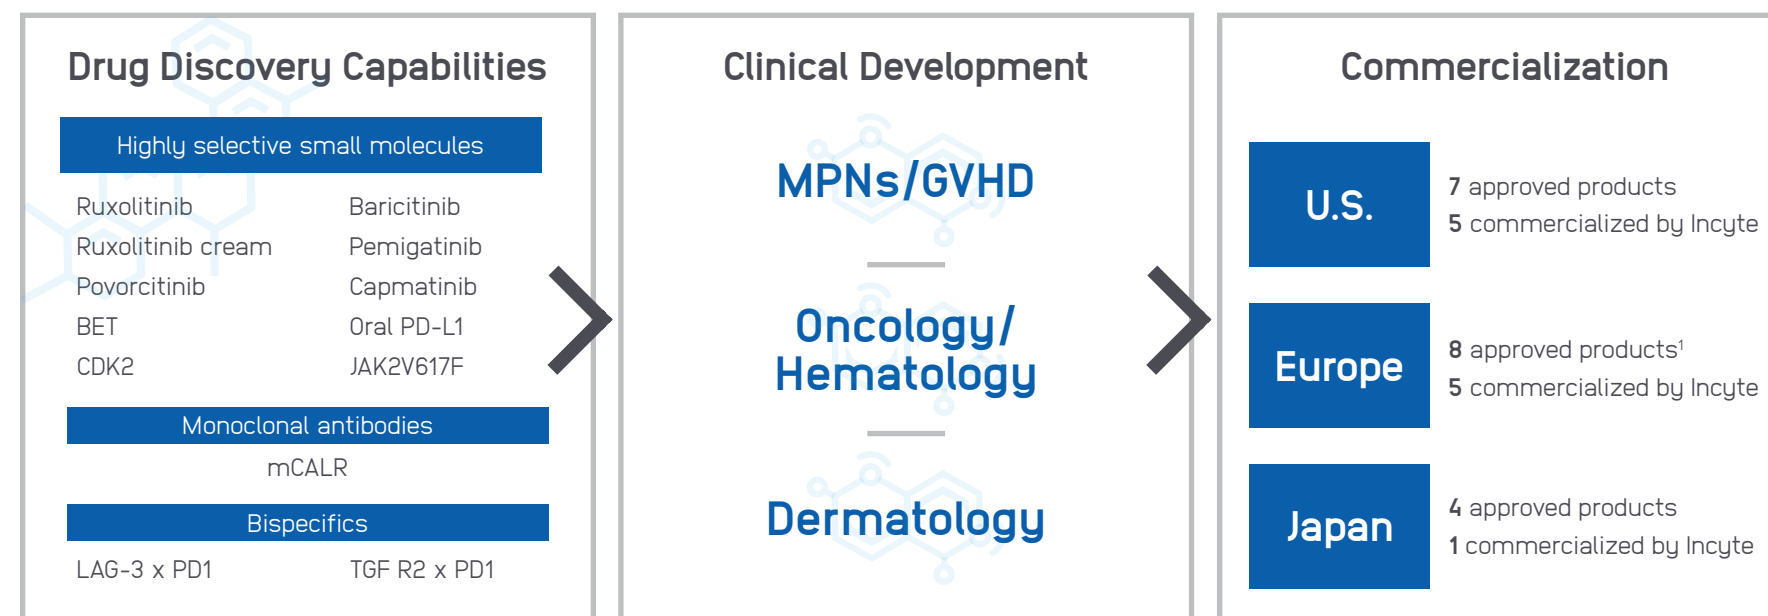 Drug Discovery Capabilities
Highly selective small molecules
Ruxolitinib Baricitinib
Ruxolitinib cream Pemigatinib
Povorcitinib Capmatinib
BET Oral PD-L1
CDK2 JAK2V617F
Monoclonal antibodies
mCALR
Bispecifics
LAG-3 x PD1 TGF R2 x PD1
Clinical Development
MPNs/GVHD
Oncology/
Hematology
Dermatology
Commercialization
U.S.
7 approved products
5 commercialized by Incyte
Europe
8 approved products¹
5 commercialized by Incyte
Japan
4 approved products
1 commercialized by Incyte